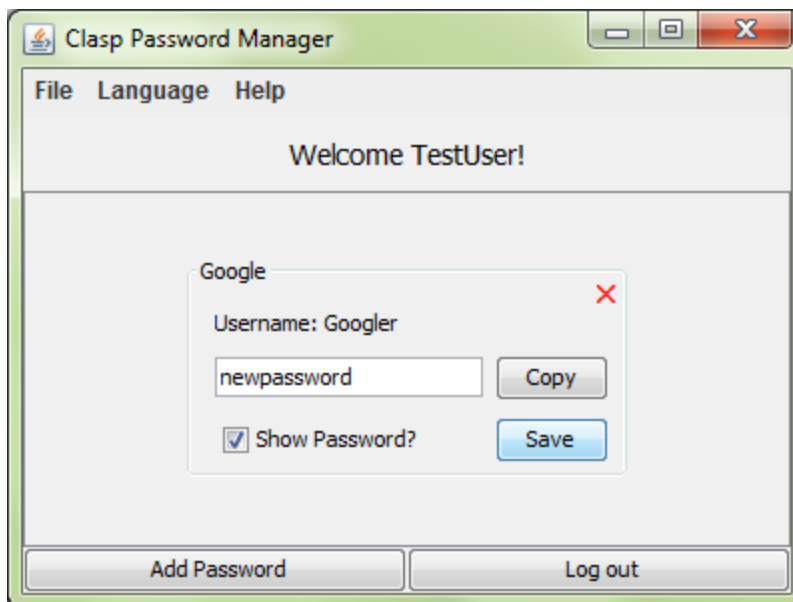 Clasp Password Manager
File Language Help
Welcome TestUser!
Google
Username: Googler
newpassword Copy
Show Password? Save
Add Password Log out